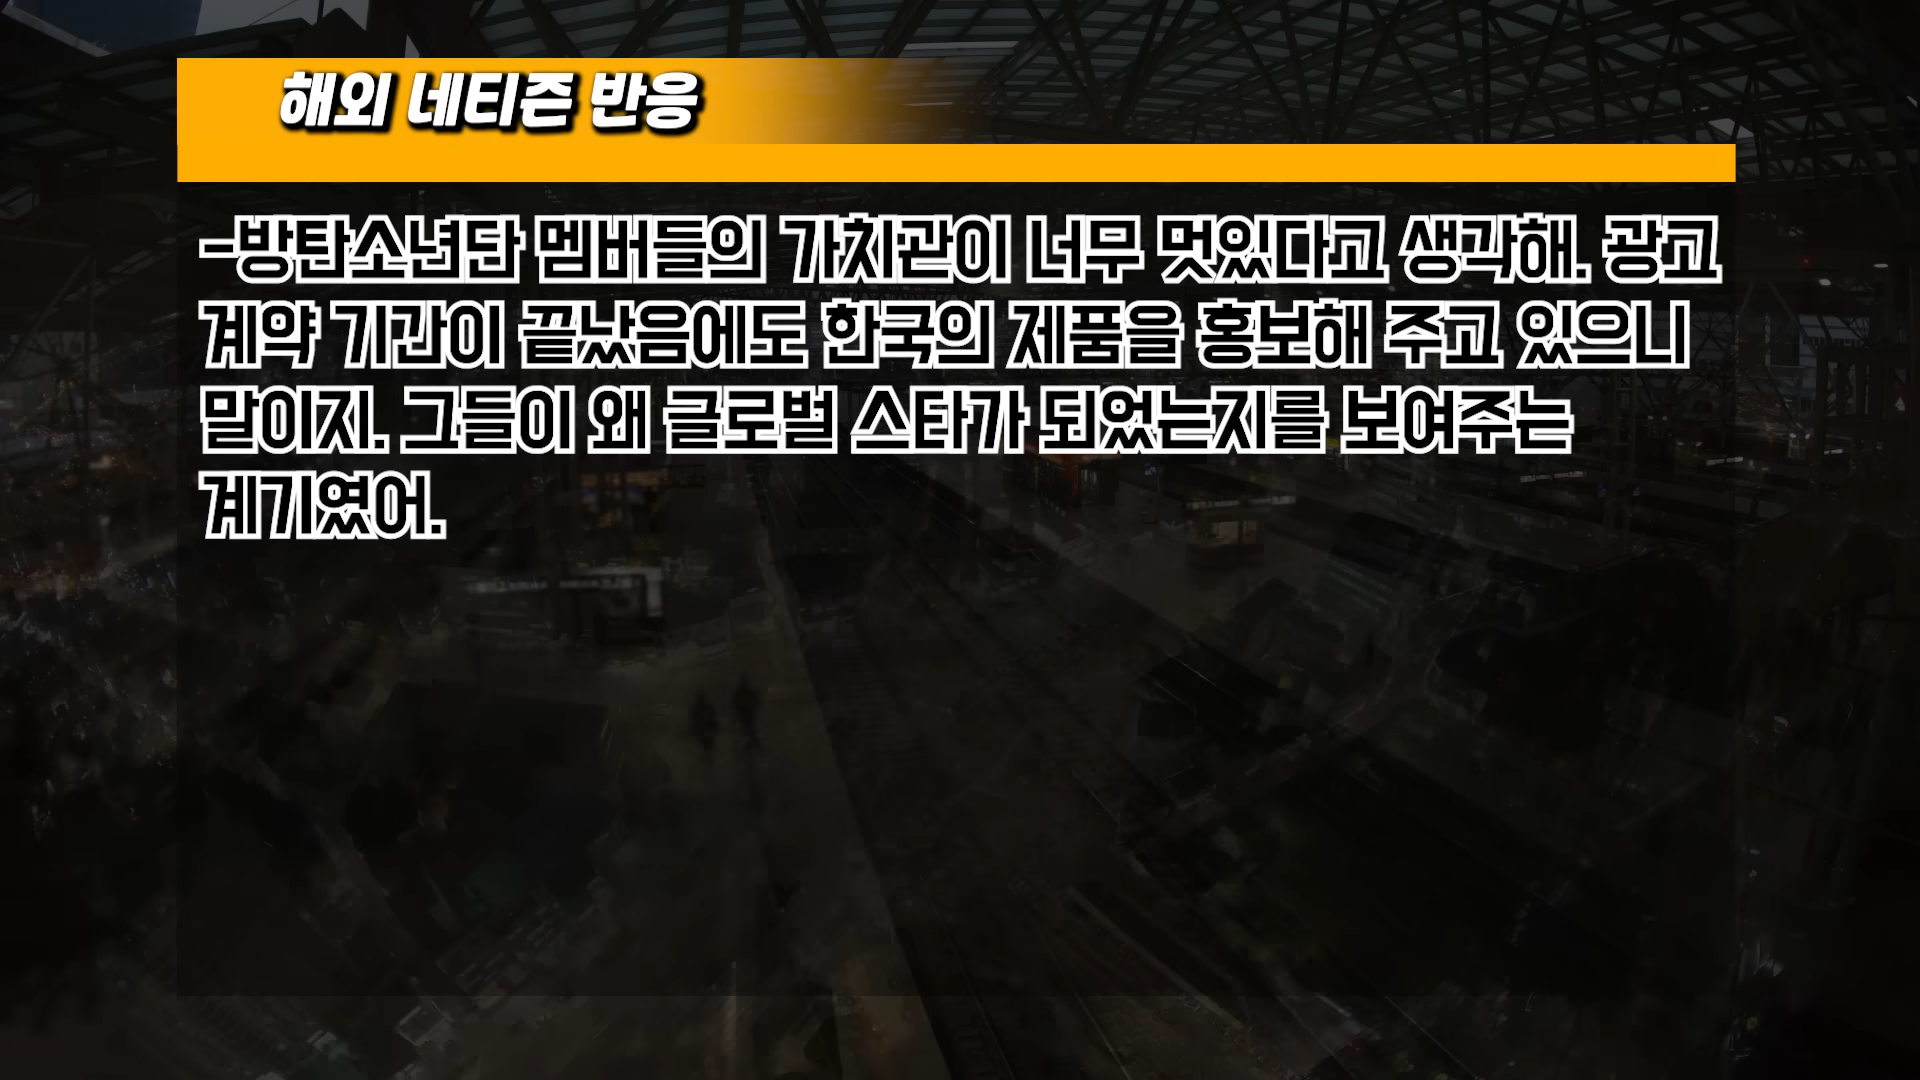 해외 네티즌 반응
-방탄소년단 멤버들의 가치관이 너무 멋있다고 생각해. 광고
계약 기간이 끝났음에도 한국의 제품을 홍보해 주고 있으니
말이지. 그들이 왜 글로벌 스타가 되었는지를 보여주는
계기였어.